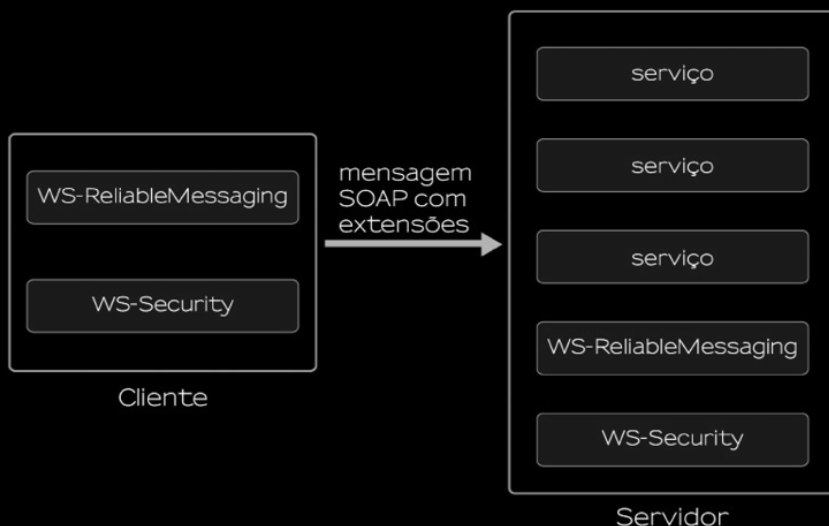 WS-ReliableMessaging
WS-Security
Cliente
mensagem
SOAP com
extensões
serviço
serviço
serviço
WS-ReliableMessaging
WS-Security
Servidor